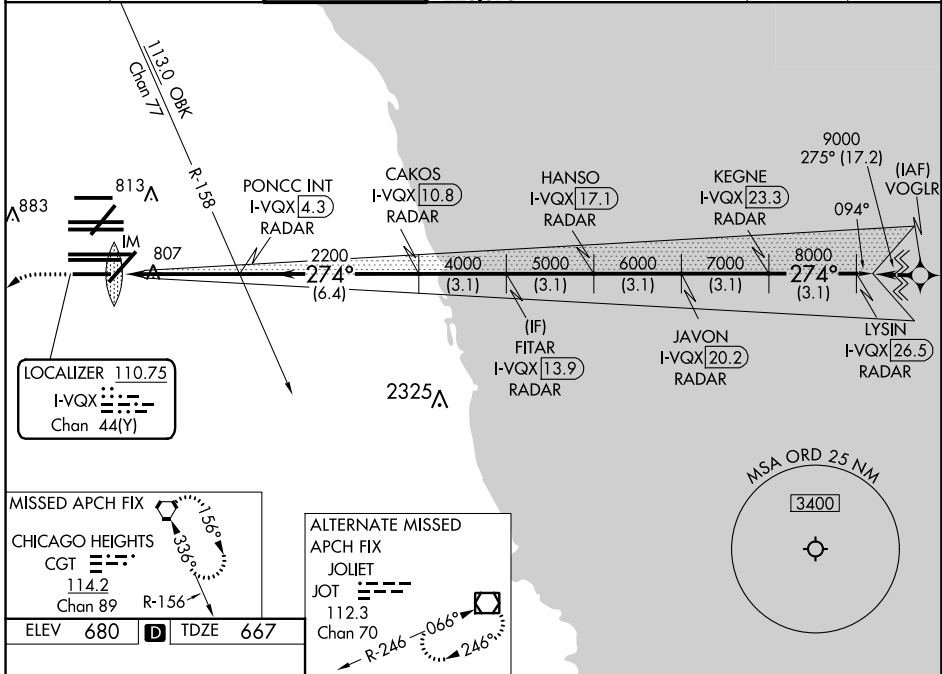 113.0 OBK
Chan 77
R-158
883
813
807
IM
PONCC INT
I-VQX 4.3
RADAR
CAKOS
I-VQX 10.8
RADAR
HANSO
I-VQX 17.1
RADAR
KEGNE
I-VQX 23.3
RADAR
9000
275° (17.2)
(IAF)
VOGLR
094°
2200
274°
(6.4)
4000
(3.1)
5000
(3.1)
6000
(3.1)
7000
(3.1)
8000
274°
(3.1)
(IF)
FITAR
I-VQX 13.9
RADAR
JAVON
I-VQX 20.2
RADAR
LYSIN
I-VQX 26.5
RADAR
LOCALIZER 110.75
I-VQX
Chan 44(Y)
2325
MSA ORD 25 NM
3400
MISSED APCH FIX
CHICAGO HEIGHTS
CGT
114.2
Chan 89
156°
336°
R-156
ALTERNATE MISSED
APCH FIX
JOLIET
JOT
112.3
Chan 70
R-246
066°
246°
ELEV 680 D TDZE 667